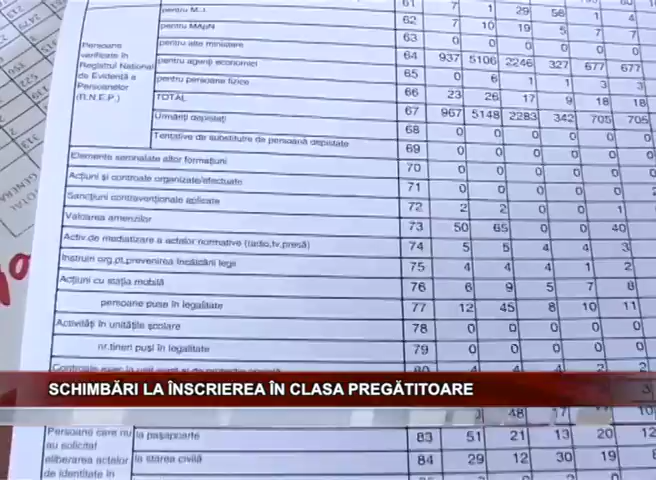 61 7 1 29 56 1 4
pentru M.I. 62 7 10 19 5 7 7
pentru MApN 63 0 0 0 0 0 0
pentru alte ministere 64 937 5106 2246 327 677 677
pentru agenți economici 65 0 6 1 1 3 3
pentru persoane fizice 66 23 26 17 9 18 18
TOTAL 67 967 5148 2283 342 705 705
Persoane
verificate în
Registrul Național
de Evidență a
Persoanelor
(R.N.E.P.)
Urmăriți depistați 68 0 0 0 0 0 0
Tentative de substituire de persoană depistate 69 0 0 0 0 0
Elemente semnalate altor formațiuni 70 0 0 0 0 0
Acțiuni și controale organizate/efectuate 71 0 0 0 0 0
Sancțiuni contravenționale aplicate 72 2 2 0 0 1
Valoarea amenzilor 73 50 65 0 0 40
Activ.de mediatizare a actelor normative (radio,tv,presă) 74 5 5 4 4 3
Instruiri org.pt.prevenirea încălcării legii 75 4 4 4 1 2
Acțiuni cu stația mobilă 76 6 9 5 7 8
persoane puse în legalitate 77 12 45 8 10 11
Activități în unitățile școlare 78 0 0 0 0 0
nr.tineri puși în legalitate 79 0 0 0 0 0
SCHIMBĂRI LA ÎNSCRIEREA ÎN CLASA PREGĂTITOARE
48 17 10
Persoane care nu
au solicitat
eliberarea actelor
de identitate în
la pașapoarte 83 51 21 13 20 12
la starea civilă 84 29 12 30 19